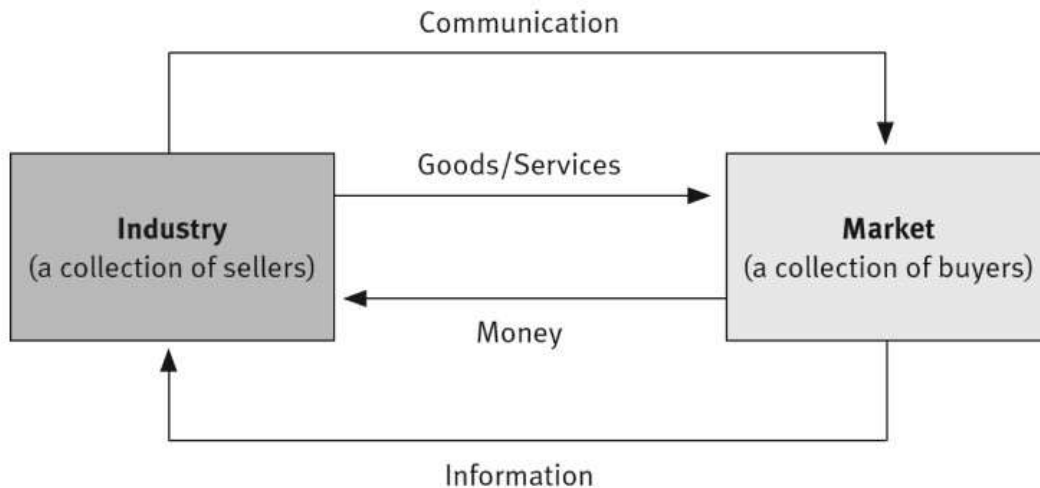 Communication
Goods/Services
Industry
(a collection of sellers)
Market
(a collection of buyers)
Money
Information